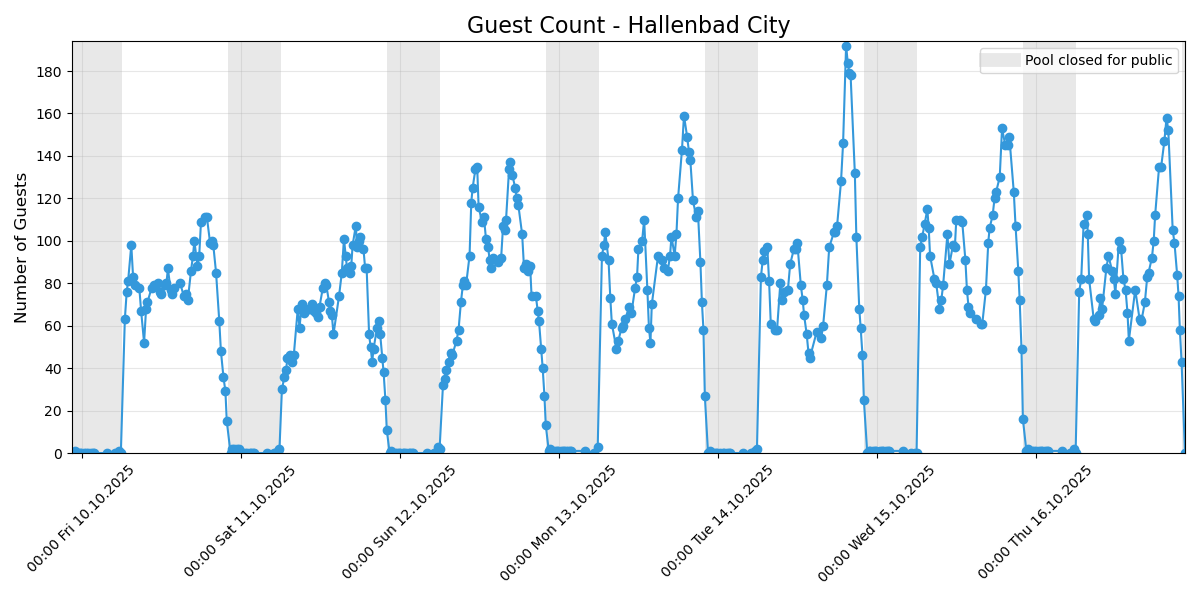 Guest Count - Hallenbad City
Pool closed for public
Number of Guests
180
160
140
120
100
80
60
40
20
0
00:00 Fri 10.10.2025
00:00 Sat 11.10.2025
00:00 Sun 12.10.2025
00:00 Mon 13.10.2025
00:00 Tue 14.10.2025
00:00 Wed 15.10.2025
00:00 Thu 16.10.2025